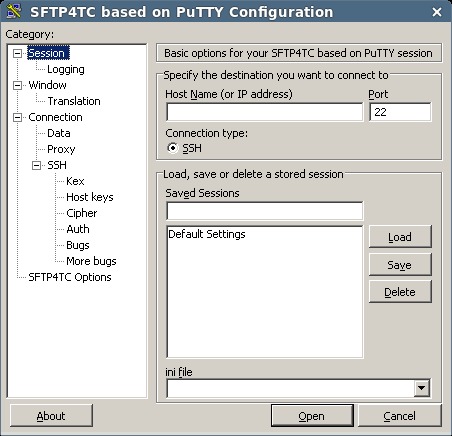 SFTP4TC based on PuTTY Configuration
Category:
Session
Logging
Window
Translation
Connection
Data
Proxy
SSH
Kex
Host keys
Cipher
Auth
Bugs
More bugs
SFTP4TC Options
Basic options for your SFTP4TC based on PuTTY session
Specify the destination you want to connect to
Host Name (or IP address) Port
22
Connection type:
SSH
Load, save or delete a stored session
Saved Sessions
Default Settings
Load
Save
Delete
ini file
About Open Cancel